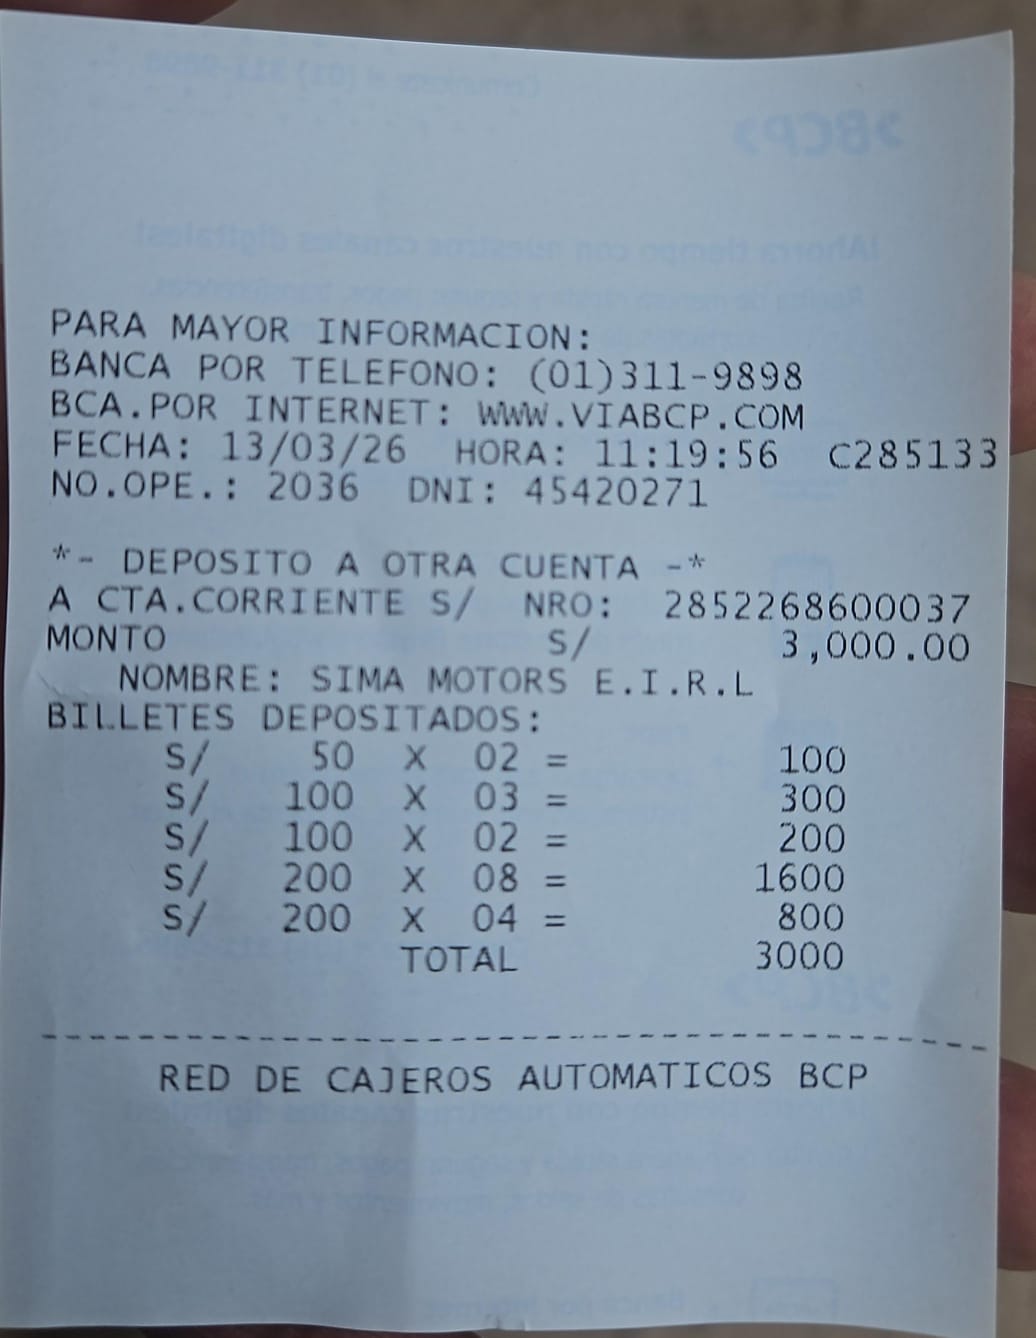 PARA MAYOR INFORMACION:
BANCA POR TELEFONO: (01)311-9898
BCA.POR INTERNET: WWW.VIABCP.COM
FECHA: 13/03/26 HORA: 11:19:56 C285133
NO.OPE.: 2036 DNI: 45420271
*- DEPOSITO A OTRA CUENTA -*
A CTA.CORRIENTE S/ NRO: 2852268600037
MONTO S/ 3,000.00
NOMBRE: SIMA MOTORS E.I.R.L
BILLETES DEPOSITADOS:
S/ 50 X 02 = 100
S/ 100 X 03 = 300
S/ 100 X 02 = 200
S/ 200 X 08 = 1600
S/ 200 X 04 = 800
TOTAL 3000
RED DE CAJEROS AUTOMATICOS BCP